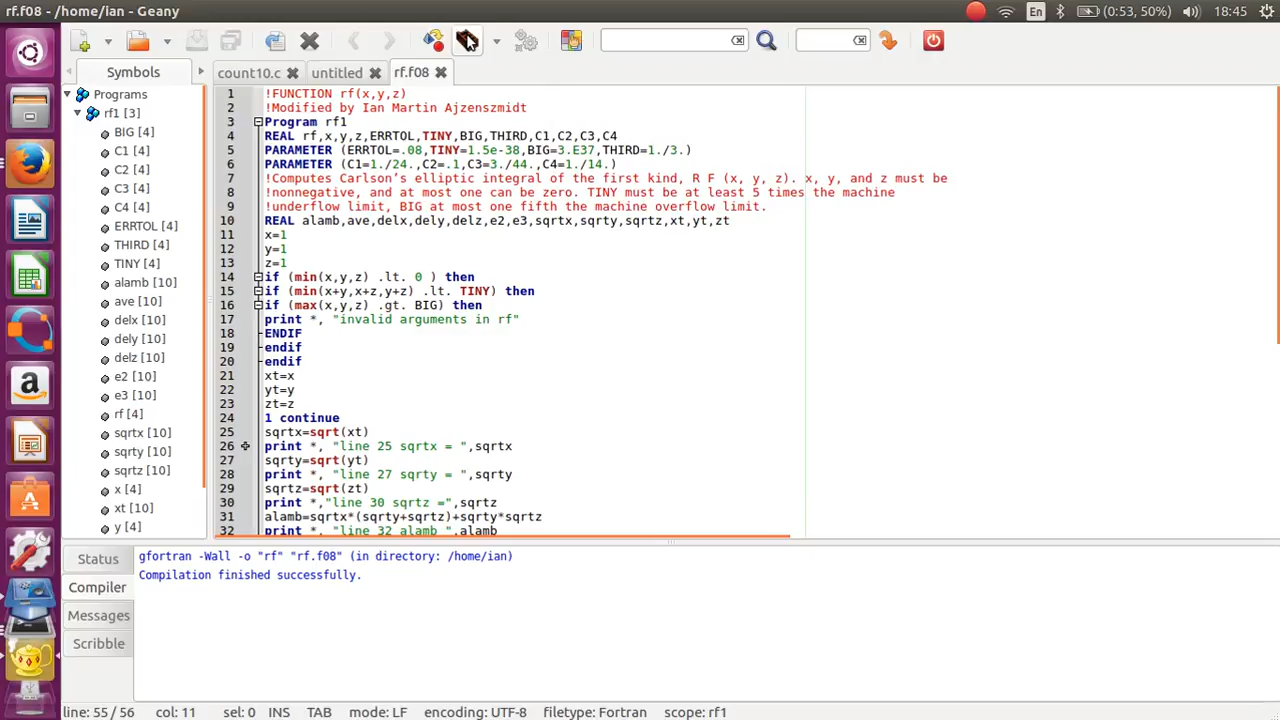 rf.f08 - /home/ian - Geany
En (0:53, 50%) 18:45
Symbols
count10.c untitled rf.f08
Programs
rf1 [3]
BIG [4]
C1 [4]
C2 [4]
C3 [4]
C4 [4]
ERRTOL [4]
THIRD [4]
TINY [4]
alamb [10]
ave [10]
delx [10]
dely [10]
delz [10]
e2 [10]
e3 [10]
rf [4]
sqrtx [10]
sqrty [10]
sqrtz [10]
x [4]
xt [10]
y [4]
1 !FUNCTION rf(x,y,z)
2 !Modified by Ian Martin Ajzenszmidt
3 Program rf1
4 REAL rf,x,y,z,ERRTOL,TINY,BIG,THIRD,C1,C2,C3,C4
5 PARAMETER (ERRTOL=.08,TINY=1.5e-38,BIG=3.E37,THIRD=1./3.)
6 PARAMETER (C1=1./24.,C2=.1,C3=3./44.,C4=1./14.)
7 !Computes Carlson’s elliptic integral of the first kind, R F (x, y, z). x, y, and z must be
8 !nonnegative, and at most one can be zero. TINY must be at least 5 times the machine
9 !underflow limit, BIG at most one fifth the machine overflow limit.
10 REAL alamb,ave,delx,dely,delz,e2,e3,sqrtx,sqrty,sqrtz,xt,yt,zt
11 x=1
12 y=1
13 z=1
14 if (min(x,y,z) .lt. 0 ) then
15 if (min(x+y,x+z,y+z) .lt. TINY) then
16 if (max(x,y,z) .gt. BIG) then
17 print *, "invalid arguments in rf"
18 ENDIF
19 endif
20 endif
21 xt=x
22 yt=y
23 zt=z
24 1 continue
25 sqrtx=sqrt(xt)
26 print *, "line 25 sqrtx = ",sqrtx
27 sqrty=sqrt(yt)
28 print *, "line 27 sqrty = ",sqrty
29 sqrtz=sqrt(zt)
30 print *,"line 30 sqrtz =",sqrtz
31 alamb=sqrtx*(sqrty+sqrtz)+sqrty*sqrtz
32 print *, "line 32 alamb ",alamb
Status
Compiler
Messages
Scribble
gfortran -Wall -o "rf" "rf.f08" (in directory: /home/ian)
Compilation finished successfully.
line: 55 / 56 col: 11 sel: 0 INS TAB mode: LF encoding: UTF-8 filetype: Fortran scope: rf1